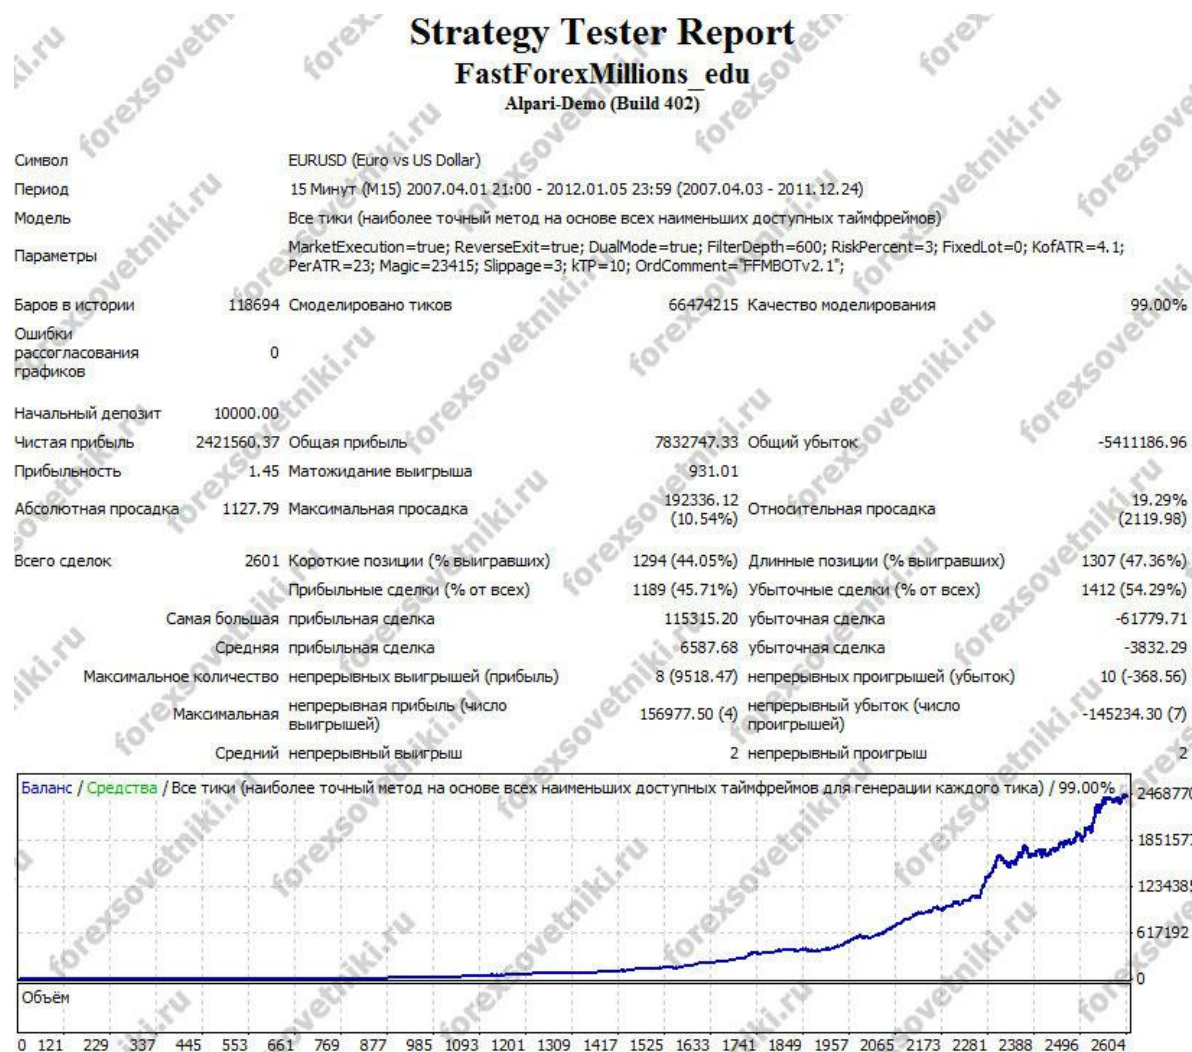 Strategy Tester Report
FastForexMillions_edu
Alpari-Demo (Build 402)
Символ EURUSD (Euro vs US Dollar)
Период 15 Минут (M15) 2007.04.01 21:00 - 2012.01.05 23:59 (2007.04.03 - 2011.12.24)
Модель Все тики (наиболее точный метод на основе всех наименьших доступных таймфреймов)
Параметры MarketExecution=true; ReverseExit=true; DualMode=true; FilterDepth=600; RiskPercent=3; FixedLot=0; KofATR=4.1;
PerATR=23; Magic=23415; Slippage=3; kTP=10; OrdComment="FFMBOTv2.1";
Баров в истории 118694 Смоделировано тиков 66474215 Качество моделирования 99.00%
Ошибки
рассогласования 0
графиков
Начальный депозит 10000.00
Чистая прибыль 2421560.37 Общая прибыль 7832747.33 Общий убыток -5411186.96
Прибыльность 1.45 Матожидание выигрыша 931.01
Абсолютная просадка 1127.79 Максимальная просадка 192336.12 (10.54%) Относительная просадка 19.29% (2119.98)
Всего сделок 2601 Короткие позиции (% выигравших) 1294 (44.05%) Длинные позиции (% выигравших) 1307 (47.36%)
Прибыльные сделки (% от всех) 1189 (45.71%) Убыточные сделки (% от всех) 1412 (54.29%)
Самая большая прибыльная сделка 115315.20 убыточная сделка -61779.71
Средняя прибыльная сделка 6587.68 убыточная сделка -3832.29
Максимальное количество непрерывных выигрышей (прибыль) 8 (9518.47) непрерывных проигрышей (убыток) 10 (-368.56)
Максимальная непрерывная прибыль (число выигрышей) 156977.50 (4) непрерывный убыток (число проигрышей) -145234.30 (7)
Средний непрерывный выигрыш 2 непрерывный проигрыш 2
Баланс / Средства / Все тики (наиболее точный метод на основе всех наименьших доступных таймфреймов для генерации каждого тика) / 99.00%
2468770
1851577
1234385
617192
0
Объём
0 121 229 337 445 553 661 769 877 985 1093 1201 1309 1417 1525 1633 1741 1849 1957 2065 2173 2281 2388 2496 2604
forexsovetniki.ru